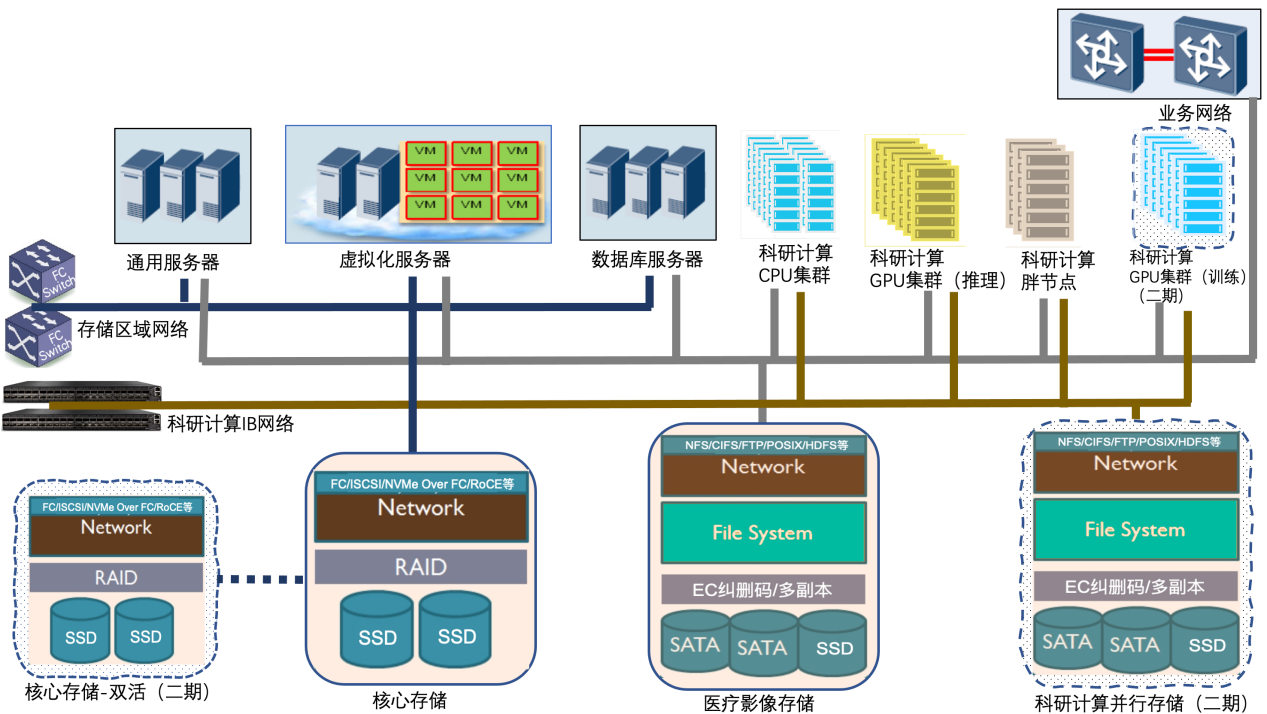 业务网络
VM VM VM
VM VM VM
VM VM VM
通用服务器
虚拟化服务器
数据库服务器
科研计算
CPU集群
科研计算
GPU集群（推理）
科研计算
胖节点
科研计算
GPU集群（训练）
（二期）
FC
Switch
FC
Switch
存储区域网络
科研计算IB网络
FC/ISCSI/NVMe Over FC/RoCE等
Network
RAID
SSD SSD
核心存储-双活（二期）
FC/ISCSI/NVMe Over FC/RoCE等
Network
RAID
SSD SSD
核心存储
NFS/CIFS/FTP/POSIX/HDFS等
Network
File System
EC纠删码/多副本
SATA SATA SSD
医疗影像存储
NFS/CIFS/FTP/POSIX/HDFS等
Network
File System
EC纠删码/多副本
SATA SATA SSD
科研计算并行存储（二期）